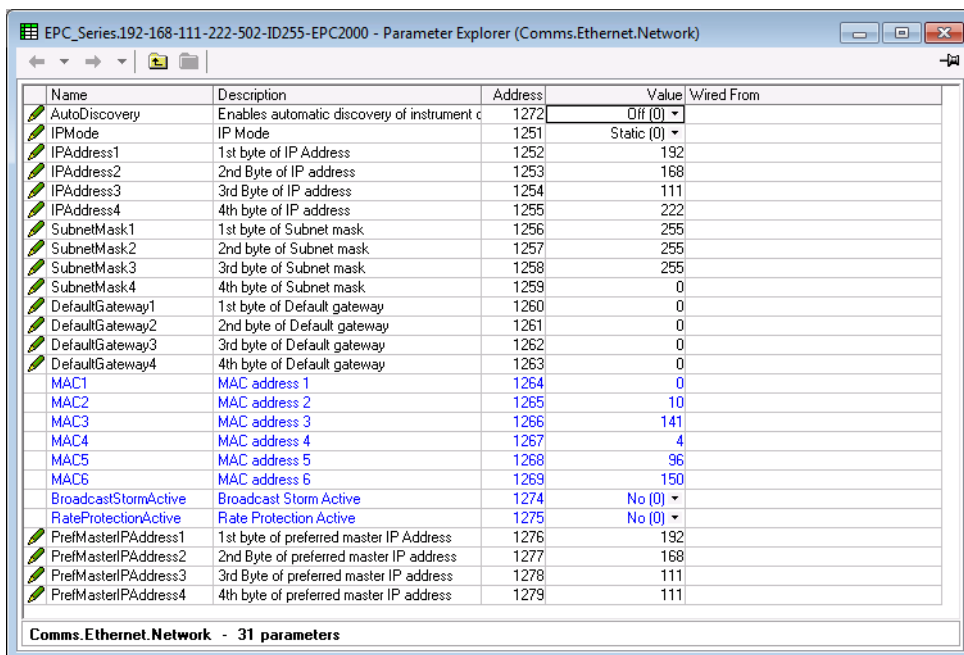 EPC_Series.192-168-111-222-502-ID255-EPC2000 - Parameter Explorer (Comms.Ethernet.Network)
Name Description Address Value Wired From
AutoDiscovery Enables automatic discovery of instrument c 1272 Off (0)
IPMode IP Mode 1251 Static (0)
IPAddress1 1st byte of IP Address 1252 192
IPAddress2 2nd Byte of IP address 1253 168
IPAddress3 3rd Byte of IP address 1254 111
IPAddress4 4th byte of IP address 1255 222
SubnetMask1 1st byte of Subnet mask 1256 255
SubnetMask2 2nd byte of Subnet mask 1257 255
SubnetMask3 3rd byte of Subnet mask 1258 255
SubnetMask4 4th byte of Subnet mask 1259 0
DefaultGateway1 1st byte of Default gateway 1260 0
DefaultGateway2 2nd byte of Default gateway 1261 0
DefaultGateway3 3rd byte of Default gateway 1262 0
DefaultGateway4 4th byte of Default gateway 1263 0
MAC1 MAC address 1 1264 0
MAC2 MAC address 2 1265 10
MAC3 MAC address 3 1266 141
MAC4 MAC address 4 1267 4
MAC5 MAC address 5 1268 96
MAC6 MAC address 6 1269 150
BroadcastStormActive Broadcast Storm Active 1274 No (0)
RateProtectionActive Rate Protection Active 1275 No (0)
PrefMasterIPAddress1 1st byte of preferred master IP Address 1276 192
PrefMasterIPAddress2 2nd Byte of preferred master IP address 1277 168
PrefMasterIPAddress3 3rd Byte of preferred master IP address 1278 111
PrefMasterIPAddress4 4th byte of preferred master IP address 1279 111
Comms.Ethernet.Network - 31 parameters